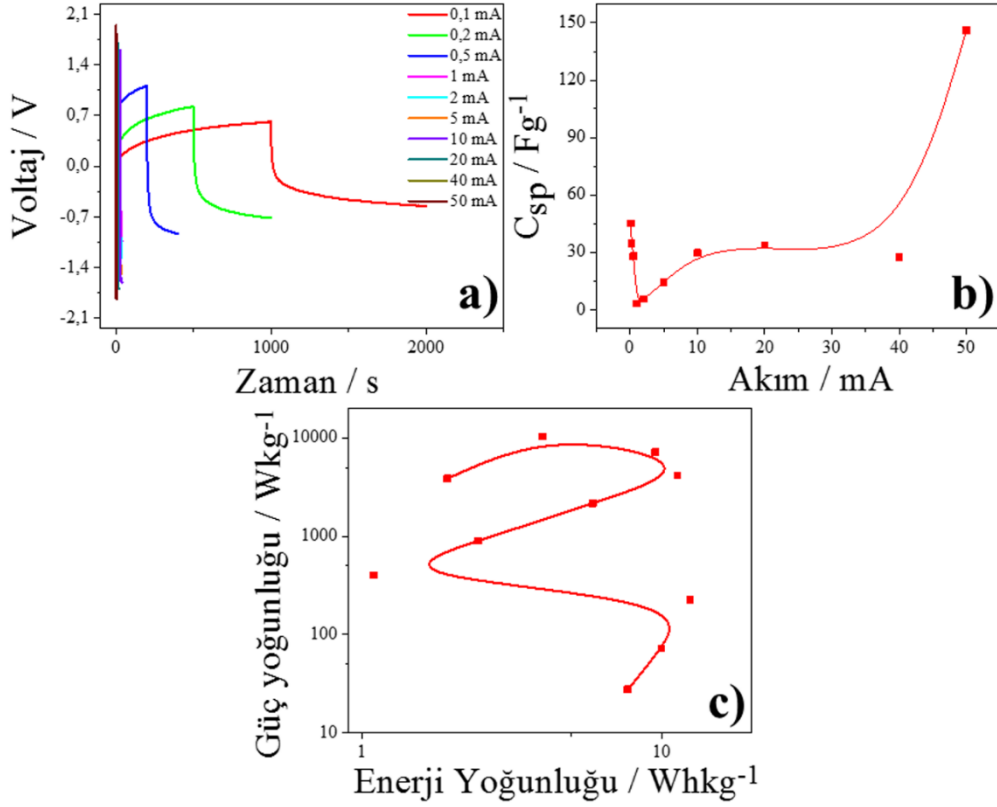 2,1
1,4
0,7
0,0
-0,7
-1,4
-2,1
Voltaj / V
0
1000
2000
Zaman / s
0,1 mA
0,2 mA
0,5 mA
1 mA
2 mA
5 mA
10 mA
20 mA
40 mA
50 mA
a)
150
120
90
60
30
0
Csp / Fg-1
0
10
20
30
40
50
Akım / mA
b)
10000
1000
100
10
Güç yoğunluğu / Wkg-1
1
10
Enerji Yoğunluğu / Whkg-1
c)